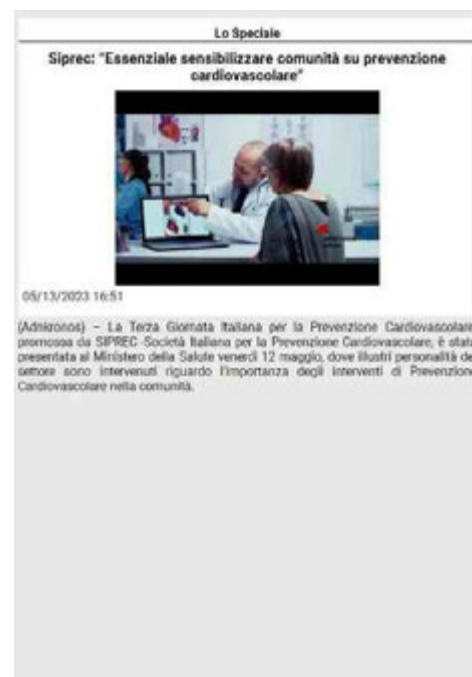 Lo Speciale
Siprec: "Essenziale sensibilizzare comunità su prevenzione
cardiovascolare"
05/13/2023 16:51
(Adnkronos) – La Terza Giornata Italiana per la Prevenzione Cardiovascolare
promossa da SIPREC -Società Italiana per la Prevenzione Cardiovascolare, è stata
presentata al Ministero della Salute venerdì 12 maggio, dove illustri personalità de
settore sono intervenuti riguardo l'importanza degli interventi di Prevenzione
Cardiovascolare nella comunità.